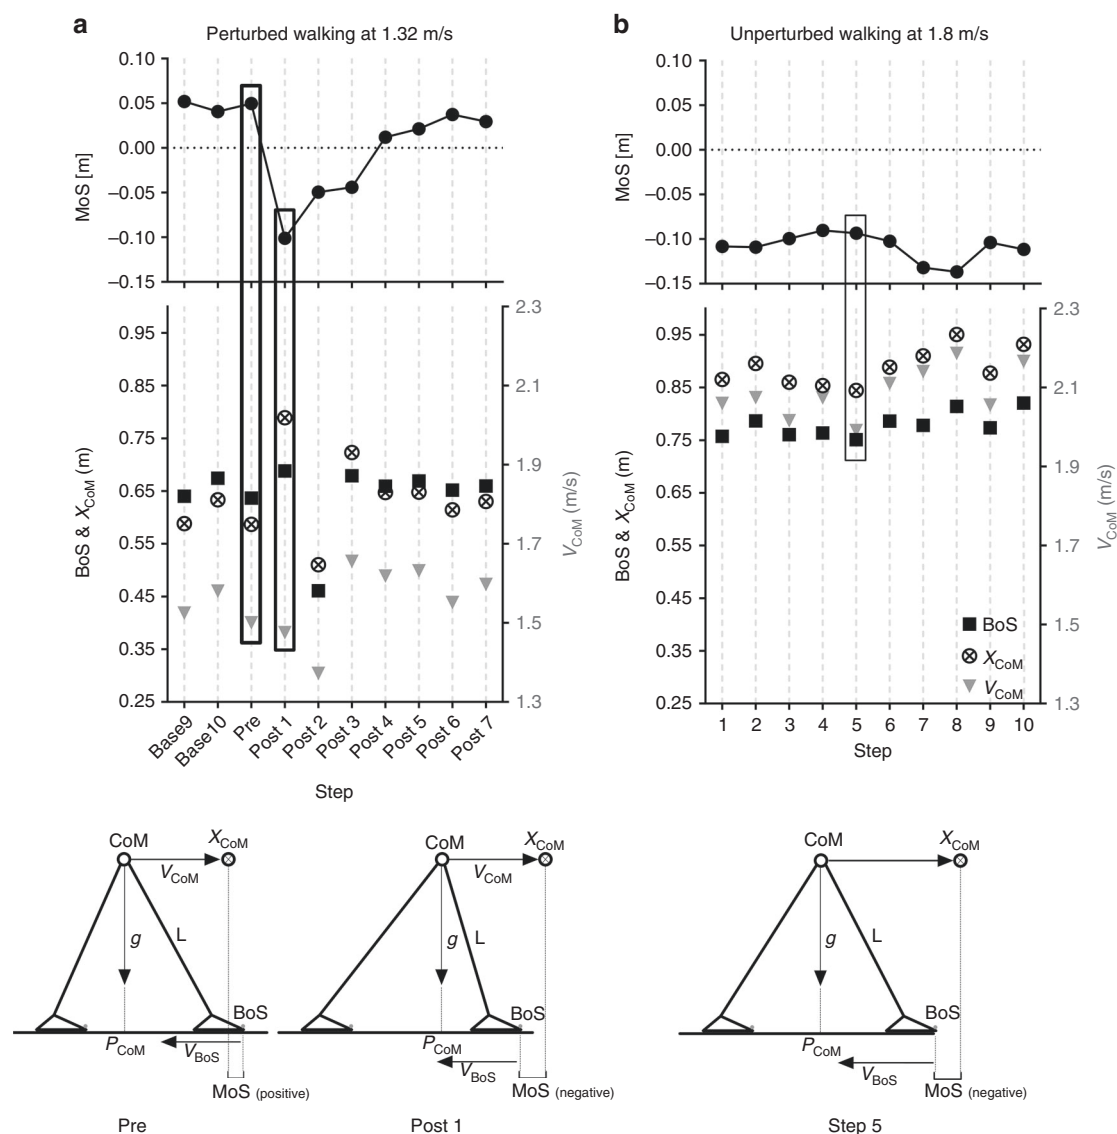 a
Perturbed walking at 1.32 m/s
0.10
0.05
0.00
−0.05
−0.10
−0.15
MoS [m]
0.95
0.85
0.75
0.65
0.55
0.45
0.35
0.25
BoS & XCoM (m)
2.3
2.1
1.9
1.7
1.5
1.3
VCoM (m/s)
Base9
Base10
Pre
Post 1
Post 2
Post 3
Post 4
Post 5
Post 6
Post 7
Step
b
Unperturbed walking at 1.8 m/s
0.10
0.05
0.00
−0.05
−0.10
−0.15
MoS [m]
0.95
0.85
0.75
0.65
0.55
0.45
0.35
0.25
BoS & XCoM (m)
2.3
2.1
1.9
1.7
1.5
1.3
VCoM (m/s)
BoS
XCoM
VCoM
1 2 3 4 5 6 7 8 9 10
Step
CoM
XCoM
VCoM
g
L
BoS
PCoM
VBoS
MoS (positive)
Pre
CoM
XCoM
VCoM
g
L
BoS
PCoM
VBoS
MoS (negative)
Post 1
CoM
XCoM
g
L
BoS
PCoM
VBoS
MoS (negative)
Step 5